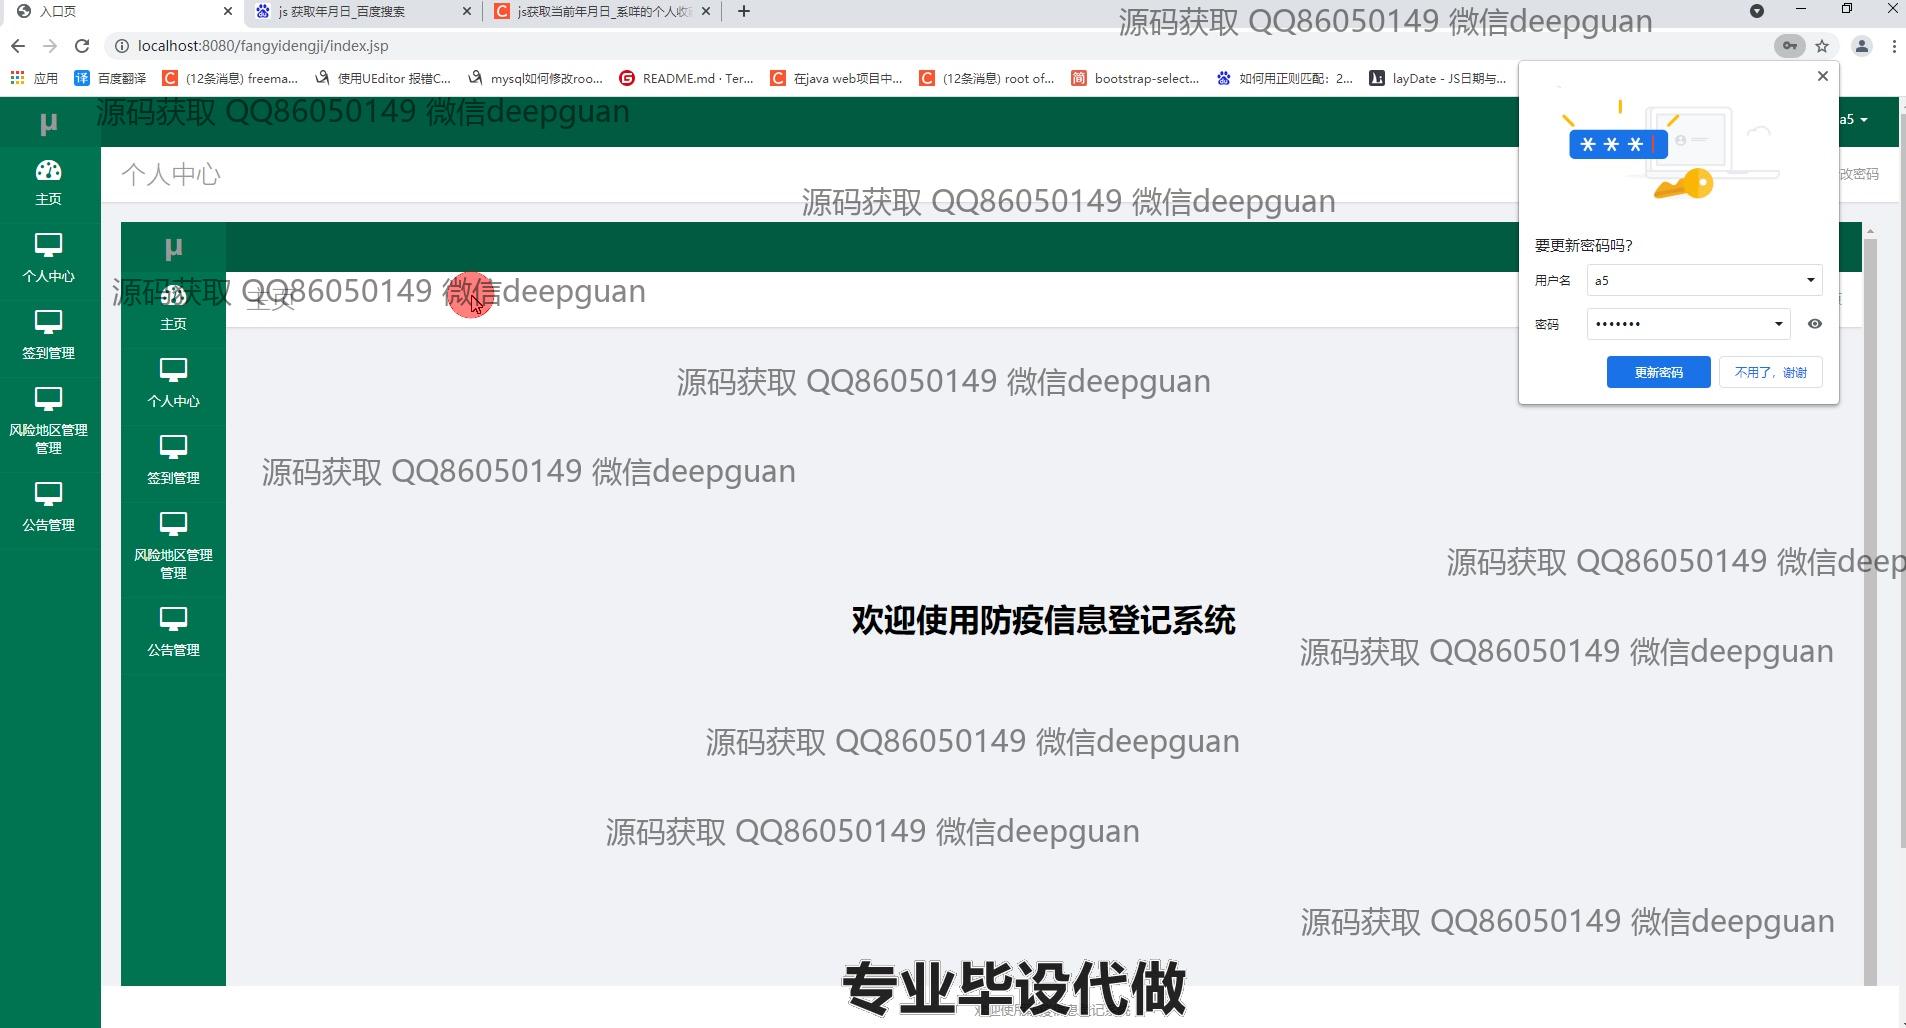 入口页
js 获取年月日_百度搜索
js获取当前年月日_系咩的个人收
源码获取 QQ86050149 微信deepguan
localhost:8080/fangyidengji/index.jsp
应用
百度翻译
(12条消息) freema...
使用UEditor 报错C...
mysql如何修改roo...
README.md · Ter...
在java web项目中...
(12条消息) root of...
bootstrap-select...
如何用正则匹配：2...
layDate - JS日期与...
源码获取 QQ86050149 微信deepguan
μ
a5
主页
个人中心
签到管理
风险地区管理
管理
公告管理
个人中心
改密码
源码获取 QQ86050149 微信deepguan
μ
源码获取 QQ86050149 微信deepguan
主页
主页
个人中心
签到管理
风险地区管理
管理
公告管理
要更新密码吗?
用户名
a5
密码
•••••••
更新密码
不用了，谢谢
源码获取 QQ86050149 微信deepguan
源码获取 QQ86050149 微信deepguan
源码获取 QQ86050149 微信deep
欢迎使用防疫信息登记系统
源码获取 QQ86050149 微信deepguan
源码获取 QQ86050149 微信deepguan
源码获取 QQ86050149 微信deepguan
源码获取 QQ86050149 微信deepguan
专业毕设代做